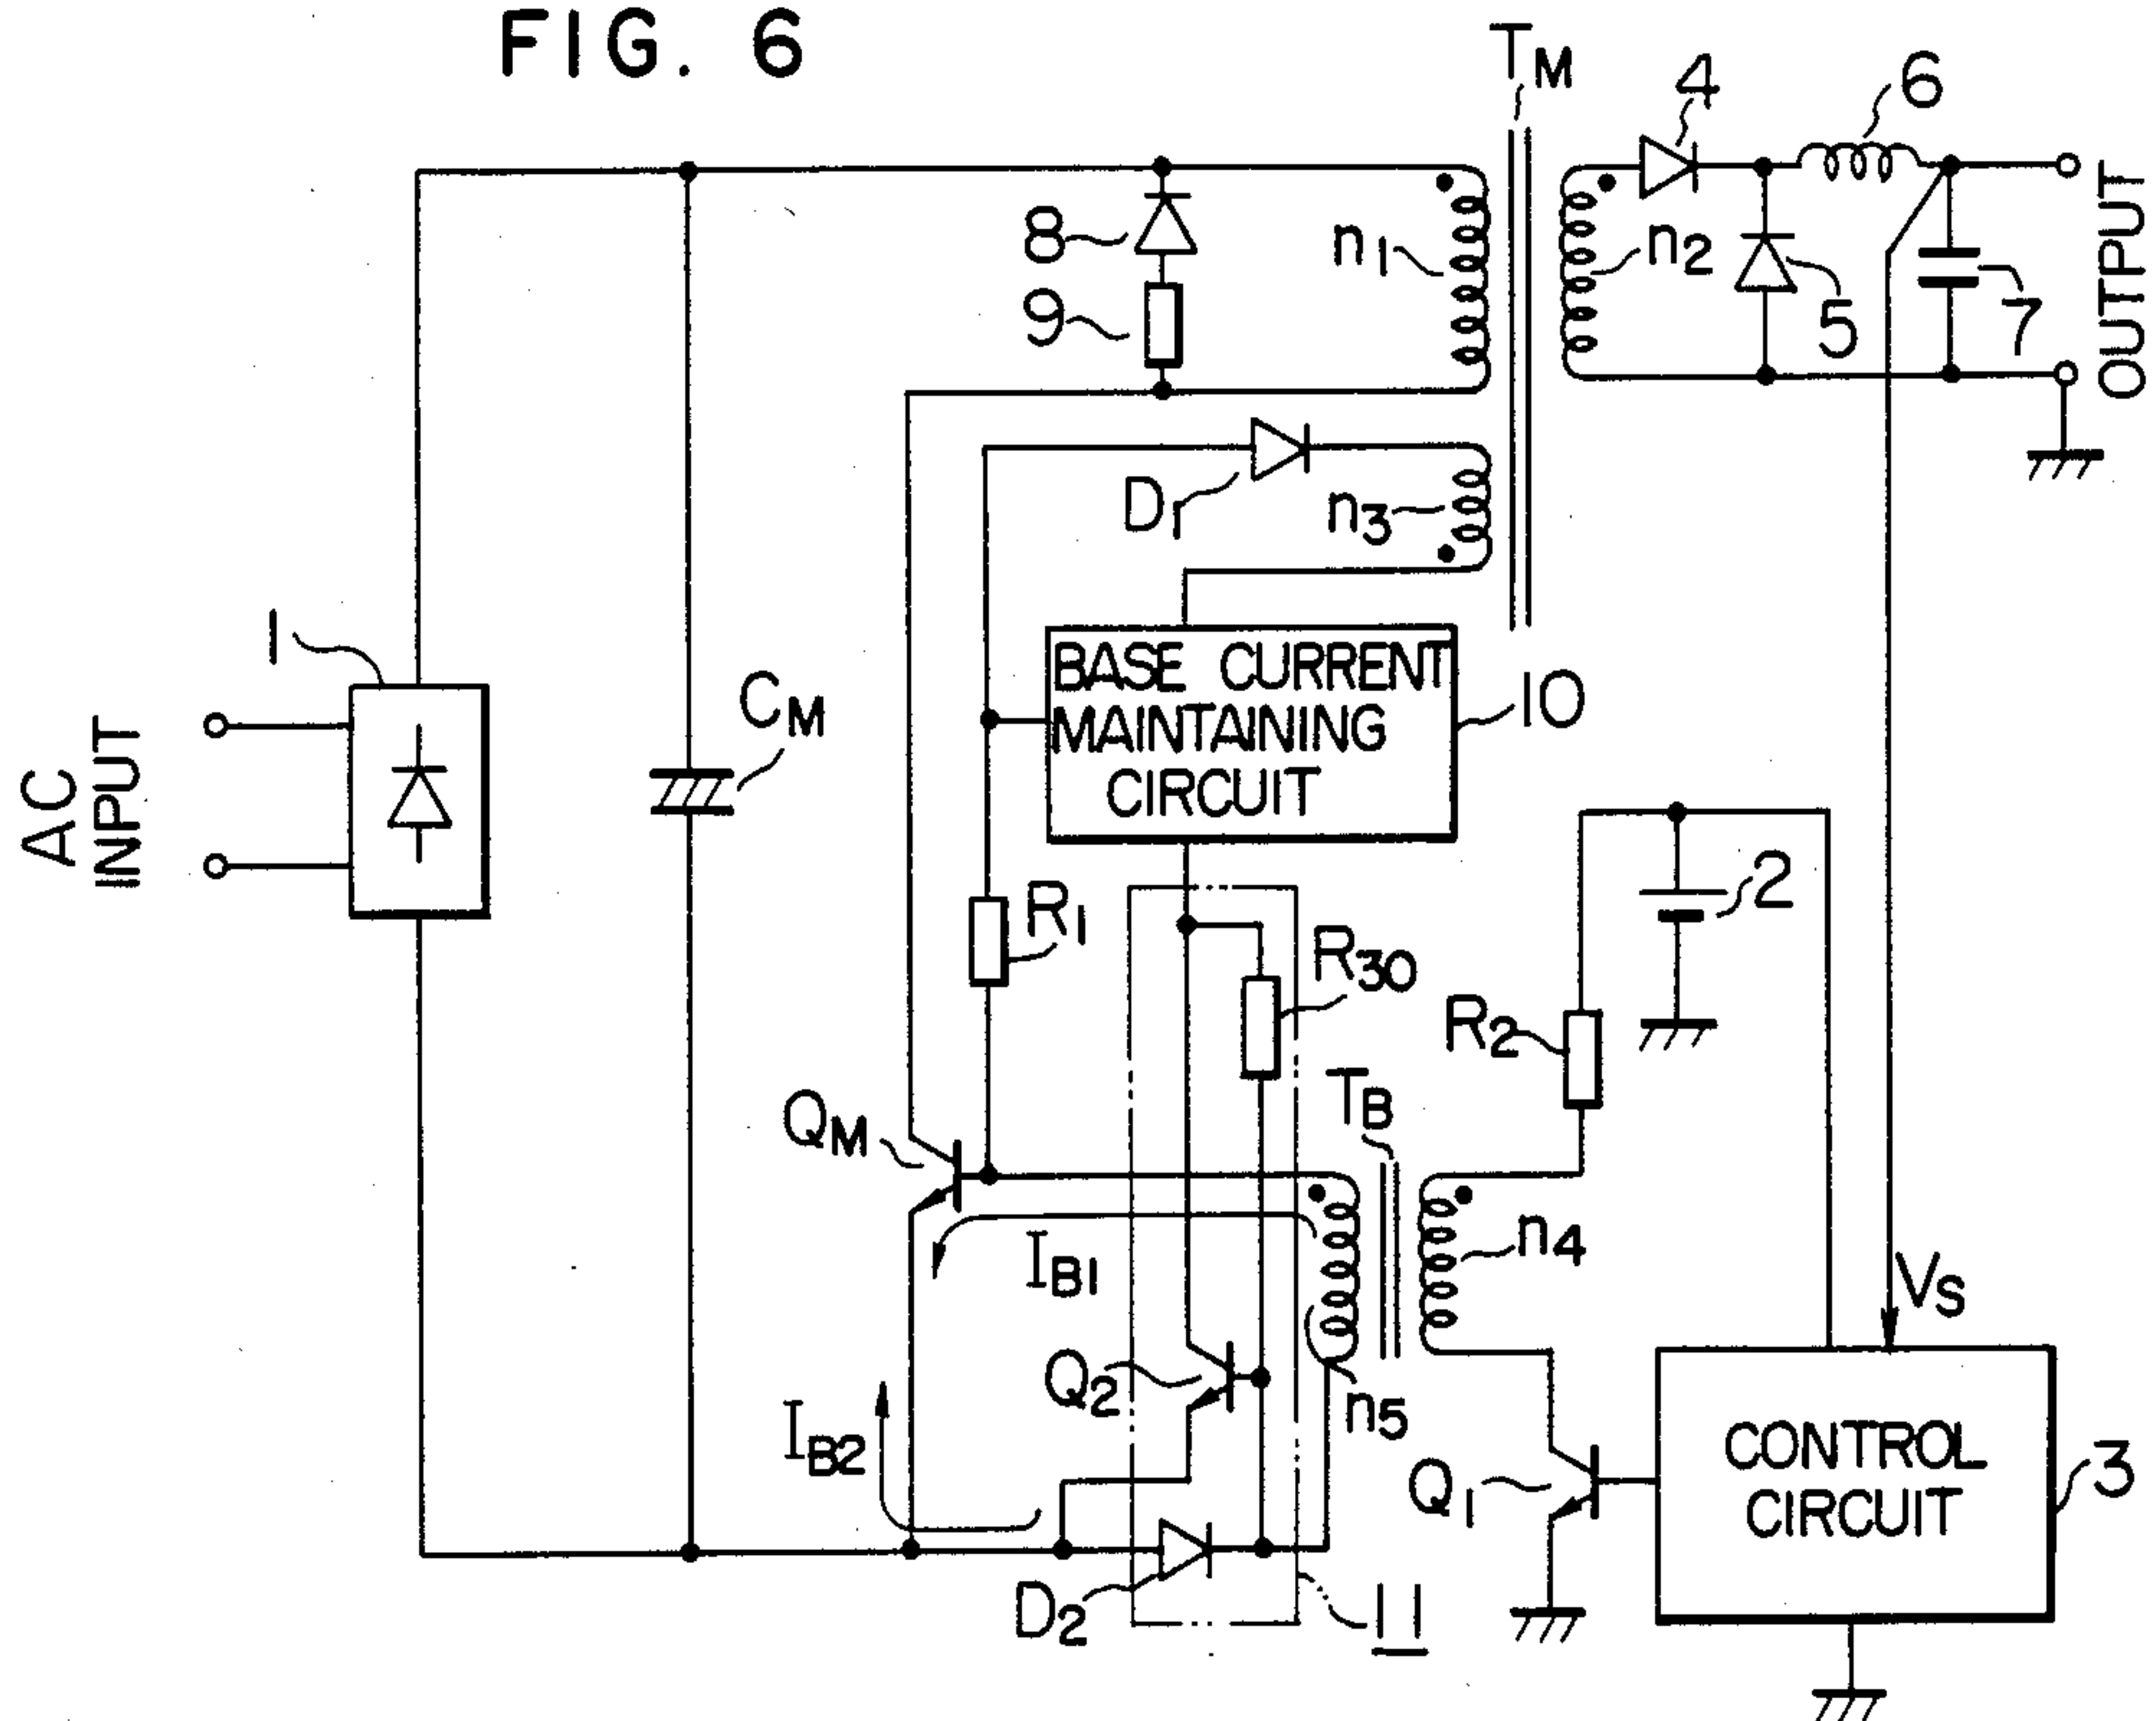 FIG. 6
TM
4
6
8
n1
n2
9
5
7
OUTPUT
D1
n3
1
BASE CURRENT
MAINTAINING
CIRCUIT
10
CM
AC
INPUT
2
R1
R30
R2
TB
QM
n4
IB1
VS
Q2
n5
IB2
Q1
CONTROL
CIRCUIT
3
D2
11